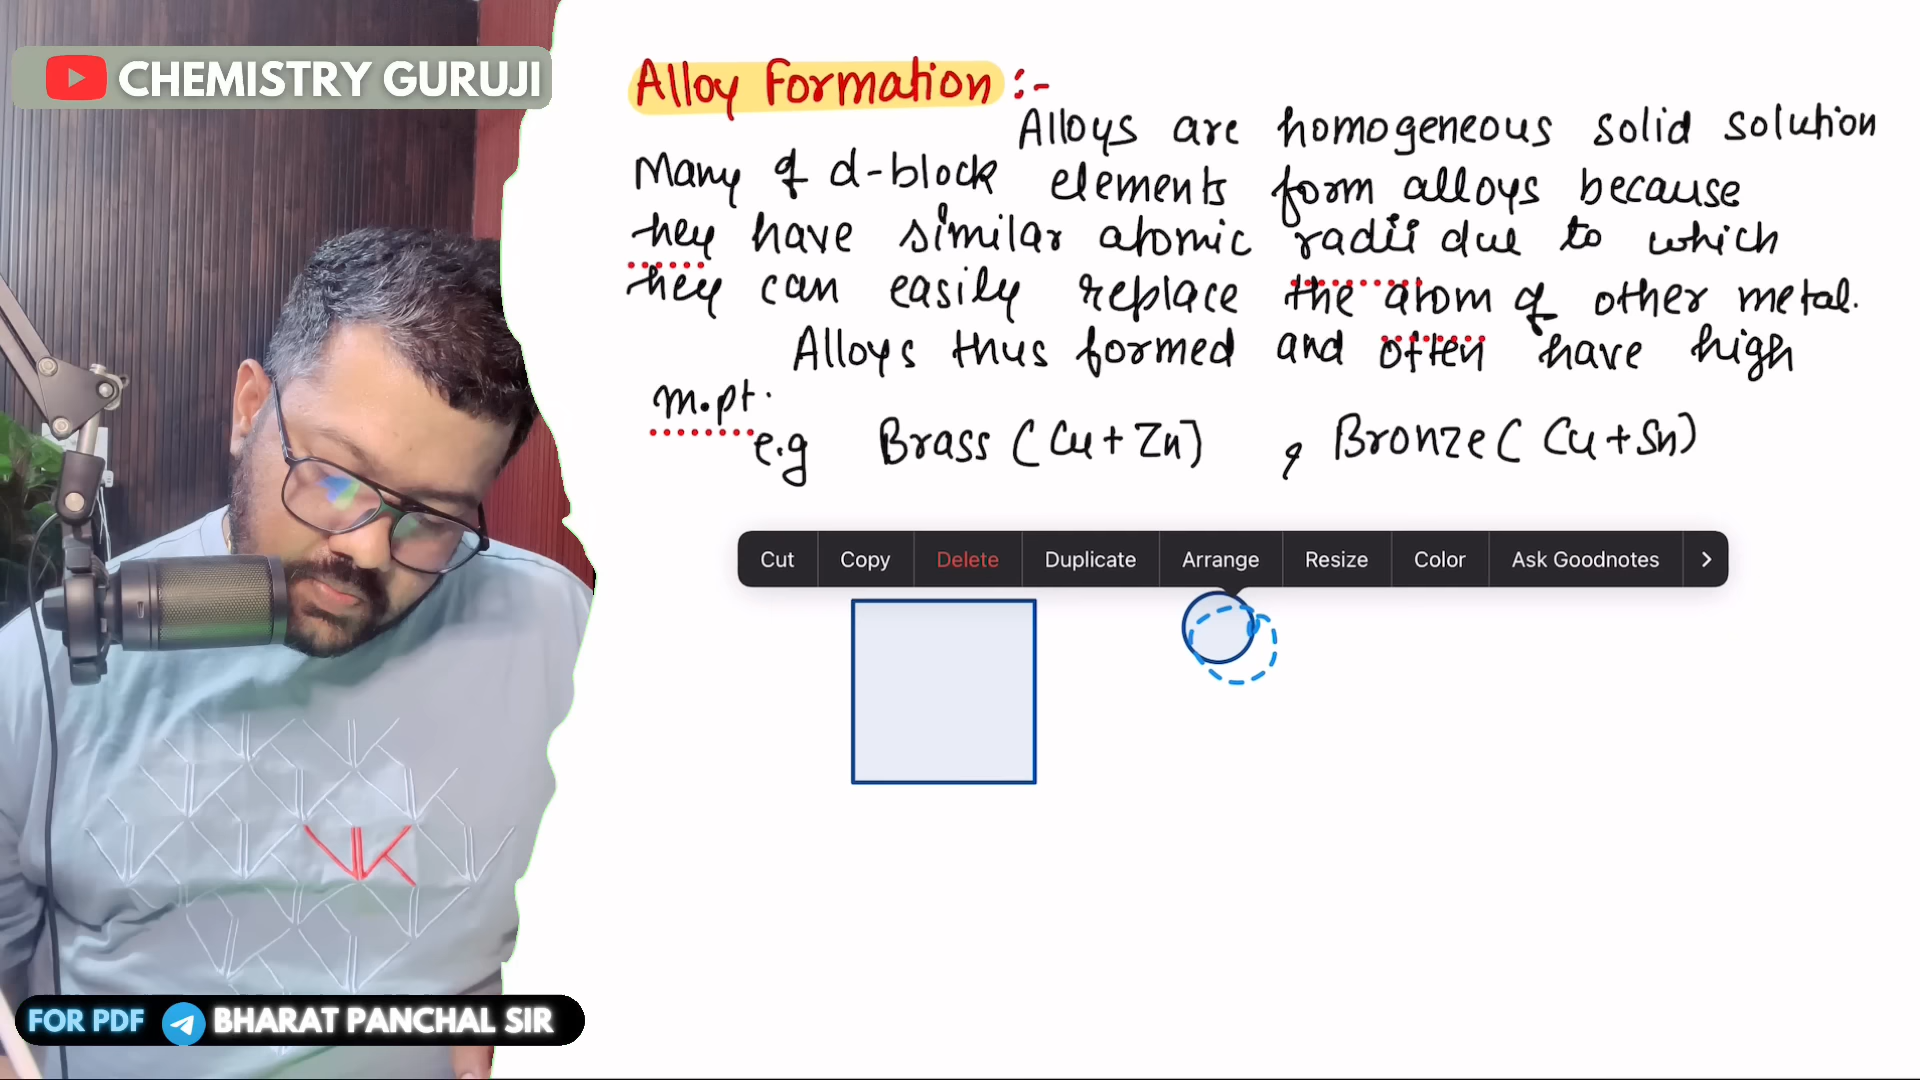 CHEMISTRY GURUJI
Alloy Formation :-
Alloys are homogeneous solid solution
Many of d-block elements form alloys because
they have similar atomic radii due to which
they can easily replace the atom of other metal.
Alloys thus formed and often have high
m.pt.
e.g Brass (Cu+Zn) , Bronze (Cu+Sn)
Cut Copy Delete Duplicate Arrange Resize Color Ask Goodnotes >
VK
FOR PDF BHARAT PANCHAL SIR